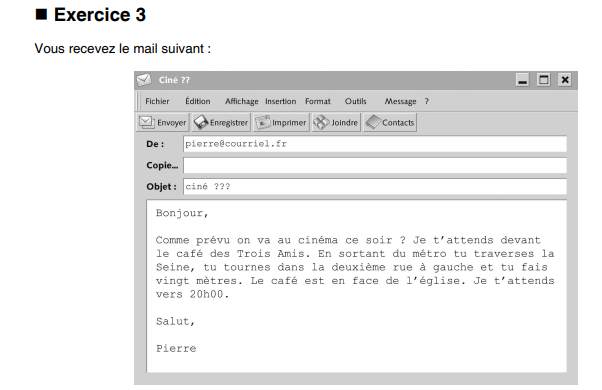 ■ Exercice 3
Vous recevez le mail suivant :
Ciné ??
Fichier Édition Affichage Insertion Format Outils Message ?
Envoyer Enregistrer Imprimer Joindre Contacts
De : pierre@courriel.fr
Copie...
Objet : ciné ???
Bonjour,
Comme prévu on va au cinéma ce soir ? Je t'attends devant
le café des Trois Amis. En sortant du métro tu traverses la
Seine, tu tournes dans la deuxième rue à gauche et tu fais
vingt mètres. Le café est en face de l'église. Je t'attends
vers 20h00.
Salut,
Pierre